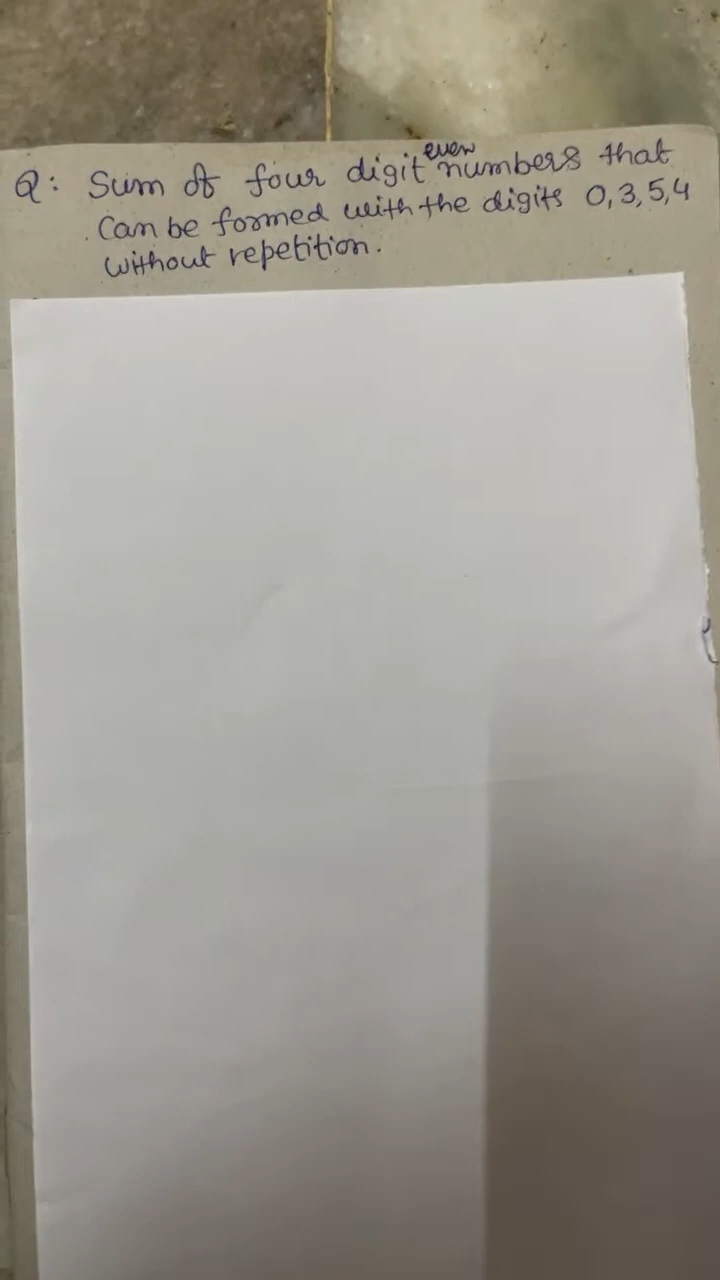 Q: Sum of four digit even numbers that
can be formed with the digits 0,3,5,4
without repetition.